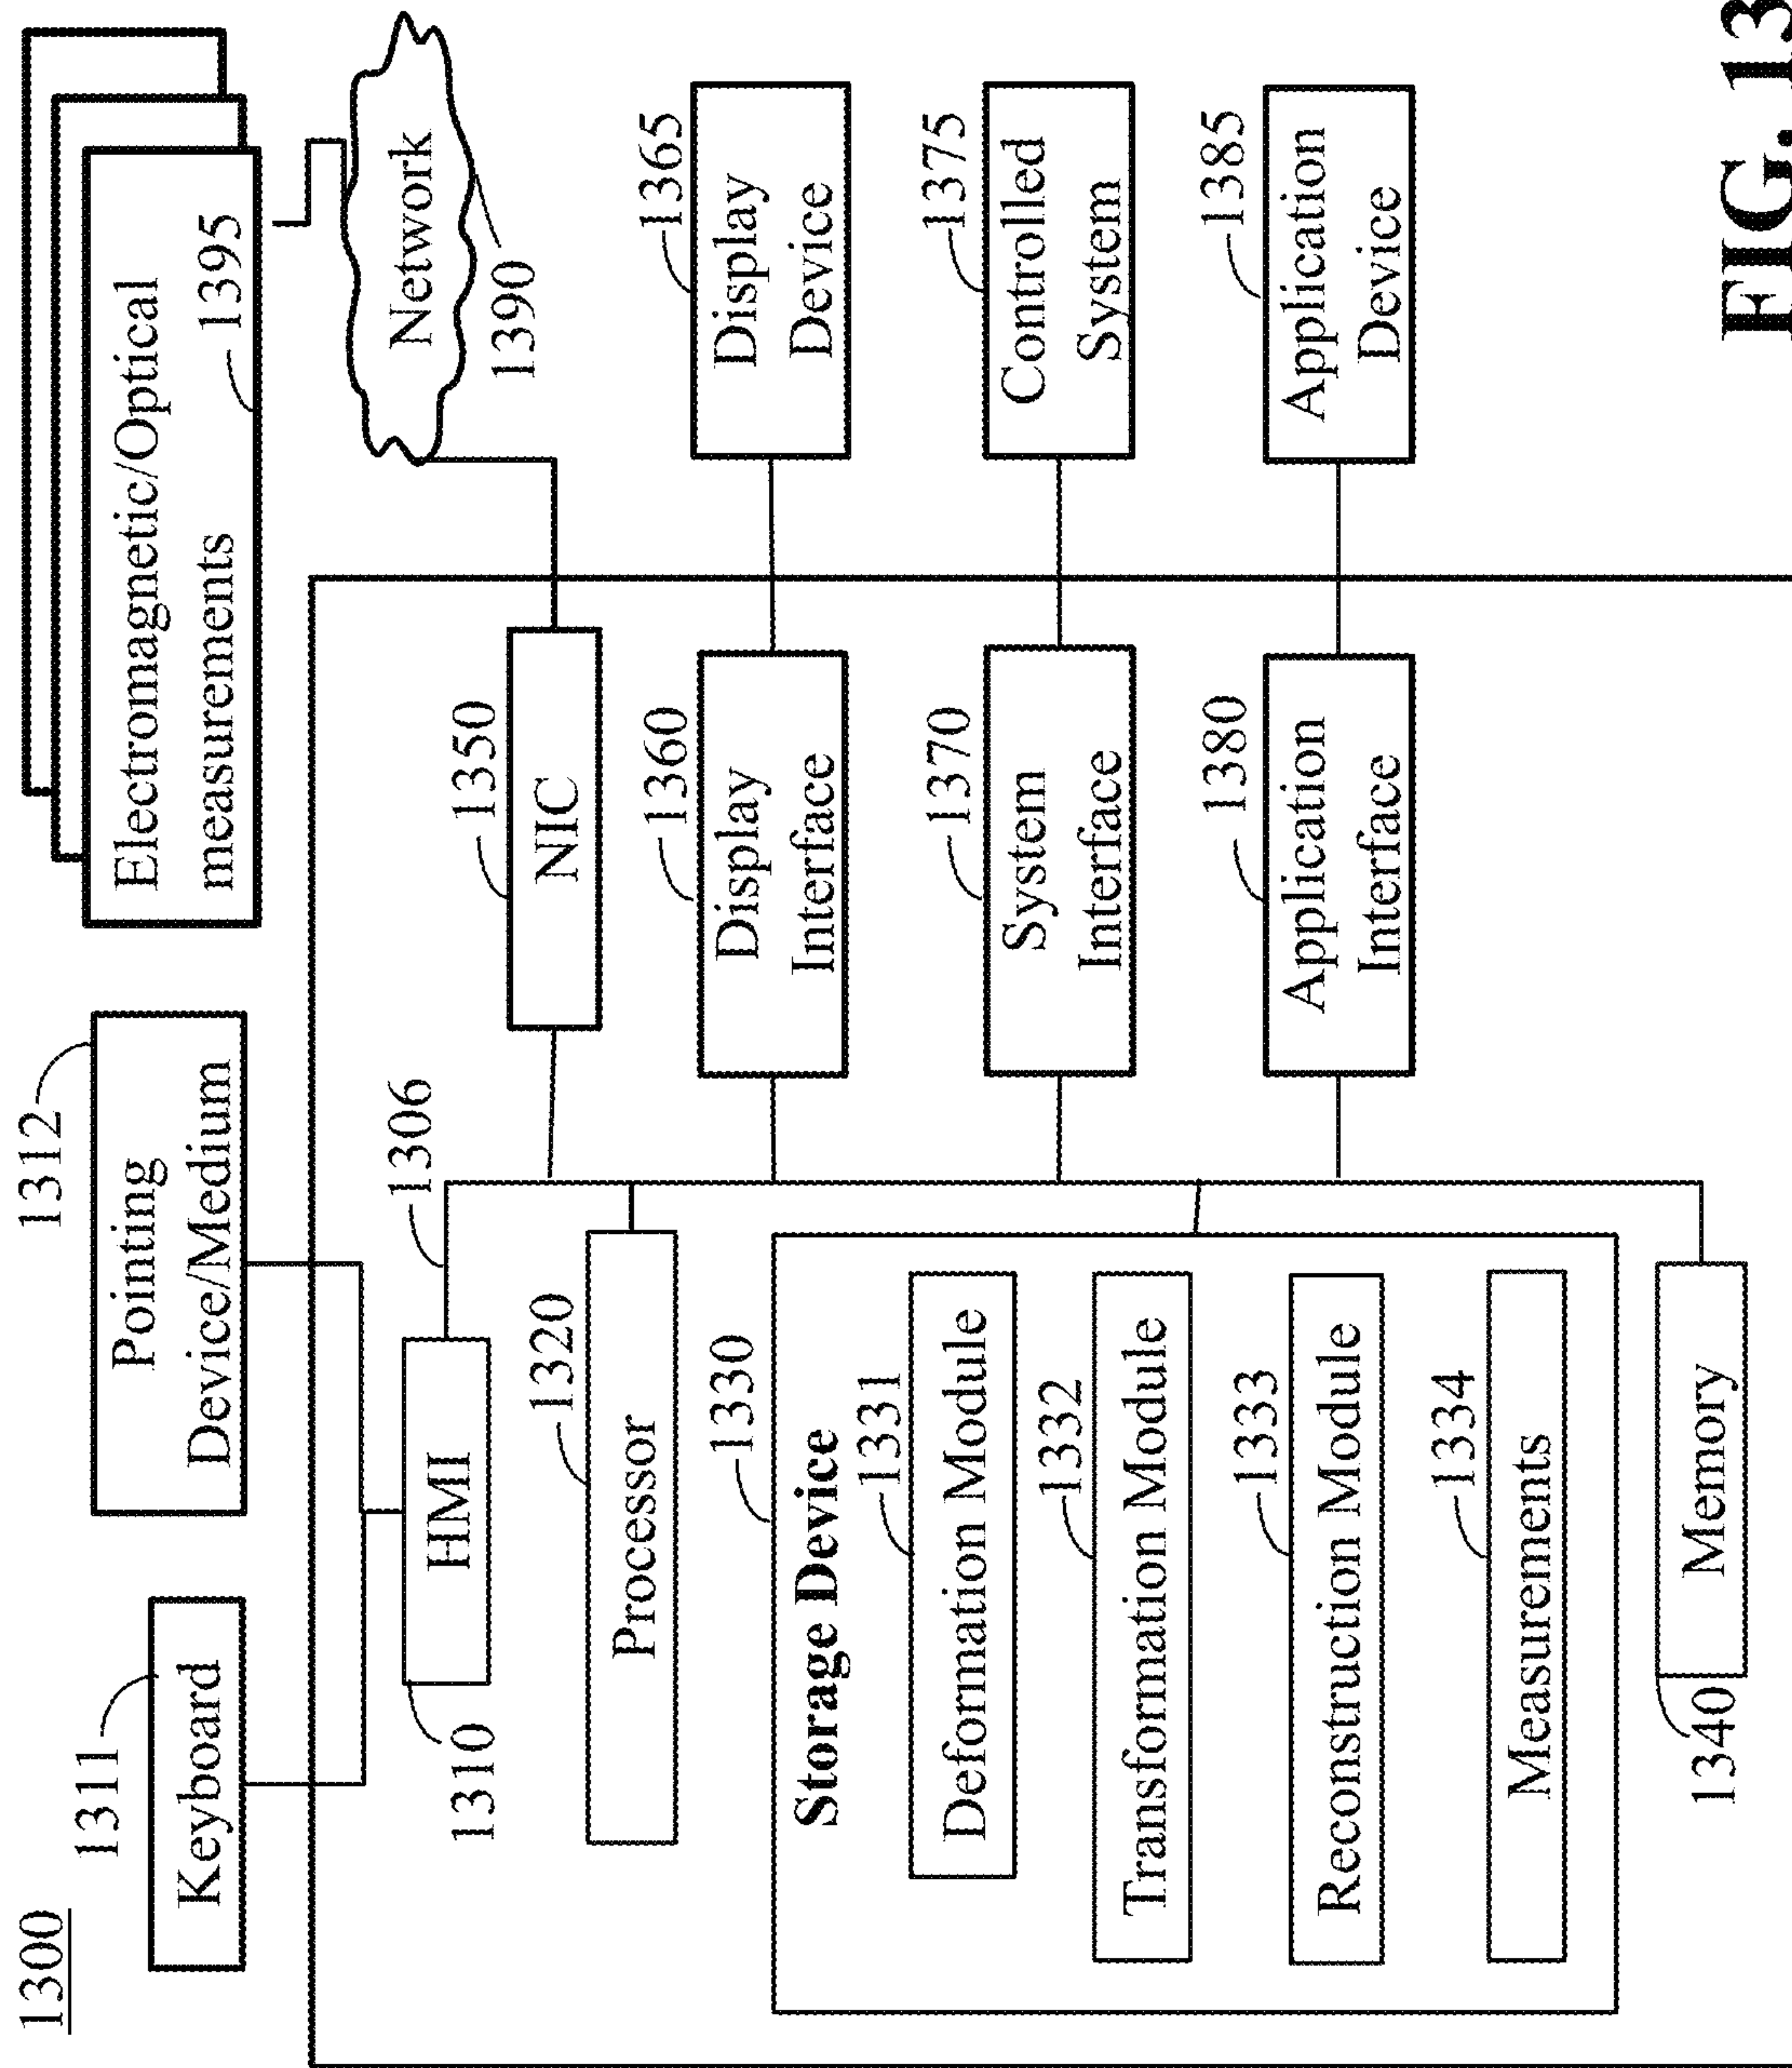 1300
1311
Keyboard
1312
Pointing
Device/Medium
Electromagnetic/Optical
measurements
1395
Network
1390
1306
HMI
1310
1350
NIC
1320
Processor
1360
Display
Interface
1365
Display
Device
1330
Storage Device
1331
Deformation Module
1332
Transformation Module
1333
Reconstruction Module
1334
Measurements
1370
System
Interface
1375
Controlled
System
1380
Application
Interface
1385
Application
Device
Memory
1340
FIG. 13